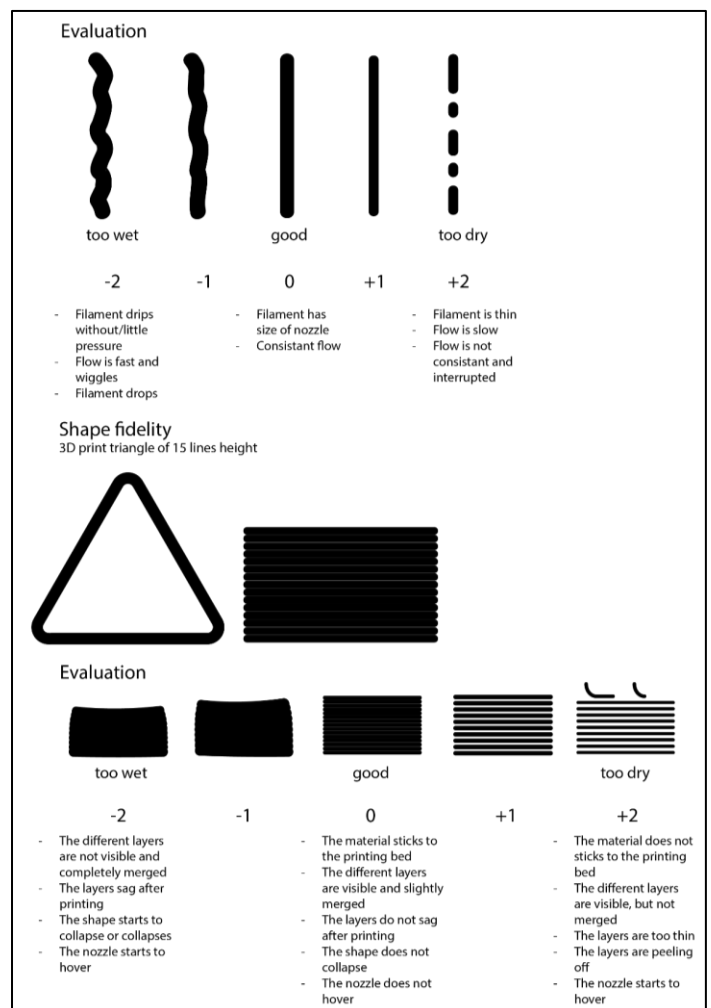 Evaluation
too wet good too dry
-2 -1 0 +1 +2
- Filament drips
without/little
pressure
- Flow is fast and
wiggles
- Filament drops
- Filament has
size of nozzle
- Consistant flow
- Filament is thin
- Flow is slow
- Flow is not
consistant and
interrupted
Shape fidelity
3D print triangle of 15 lines height
Evaluation
too wet good too dry
-2 -1 0 +1 +2
- The different layers
are not visible and
completely merged
- The layers sag after
printing
- The shape starts to
collapse or collapses
- The nozzle starts to
hover
- The material sticks to
the printing bed
- The different layers
are visible and slightly
merged
- The layers do not sag
after printing
- The shape does not
collapse
- The nozzle does not
hover
- The material does not
sticks to the printing
bed
- The different layers
are visible, but not
merged
- The layers are too thin
- The layers are peeling
off
- The nozzle starts to
hover